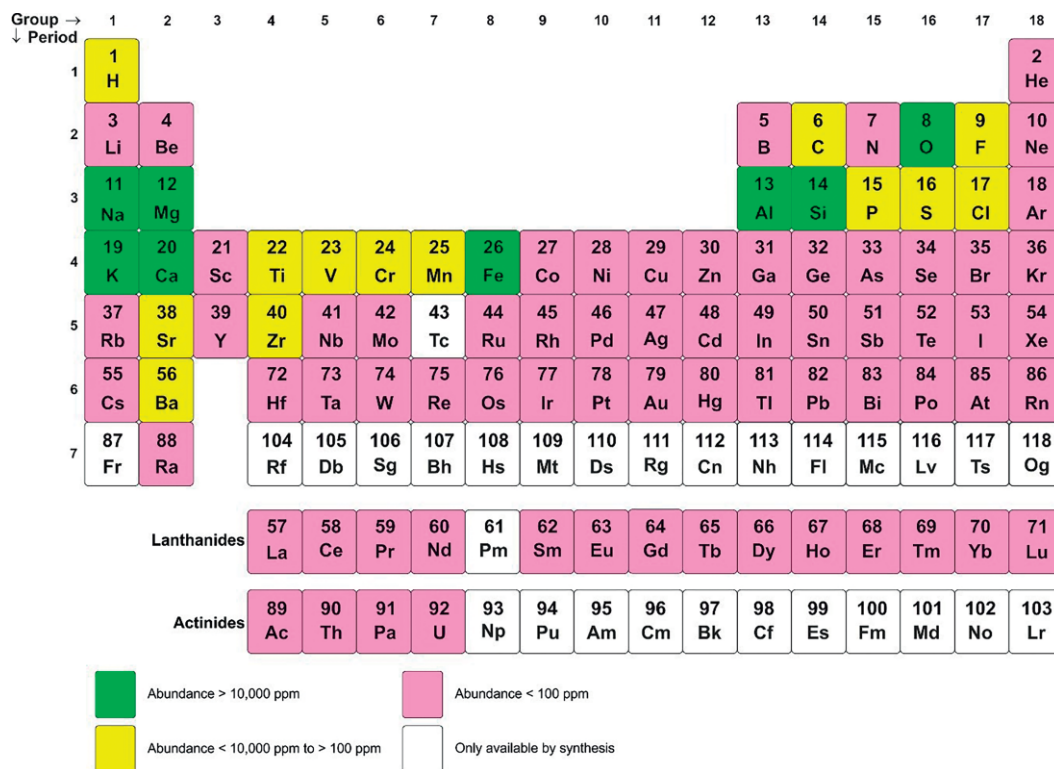 Group → 1 2 3 4 5 6 7 8 9 10 11 12 13 14 15 16 17 18
↓ Period
1 2
1 H He
3 4 5 6 7 8 9 10
2 Li Be B C N O F Ne
11 12 13 14 15 16 17 18
3 Na Mg Al Si P S Cl Ar
19 20 21 22 23 24 25 26 27 28 29 30 31 32 33 34 35 36
4 K Ca Sc Ti V Cr Mn Fe Co Ni Cu Zn Ga Ge As Se Br Kr
37 38 39 40 41 42 43 44 45 46 47 48 49 50 51 52 53 54
5 Rb Sr Y Zr Nb Mo Tc Ru Rh Pd Ag Cd In Sn Sb Te I Xe
55 56 72 73 74 75 76 77 78 79 80 81 82 83 84 85 86
6 Cs Ba Hf Ta W Re Os Ir Pt Au Hg Tl Pb Bi Po At Rn
87 88 104 105 106 107 108 109 110 111 112 113 114 115 116 117 118
7 Fr Ra Rf Db Sg Bh Hs Mt Ds Rg Cn Nh Fl Mc Lv Ts Og
57 58 59 60 61 62 63 64 65 66 67 68 69 70 71
Lanthanides La Ce Pr Nd Pm Sm Eu Gd Tb Dy Ho Er Tm Yb Lu
89 90 91 92 93 94 95 96 97 98 99 100 101 102 103
Actinides Ac Th Pa U Np Pu Am Cm Bk Cf Es Fm Md No Lr
Abundance > 10,000 ppm Abundance < 100 ppm
Abundance < 10,000 ppm to > 100 ppm Only available by synthesis